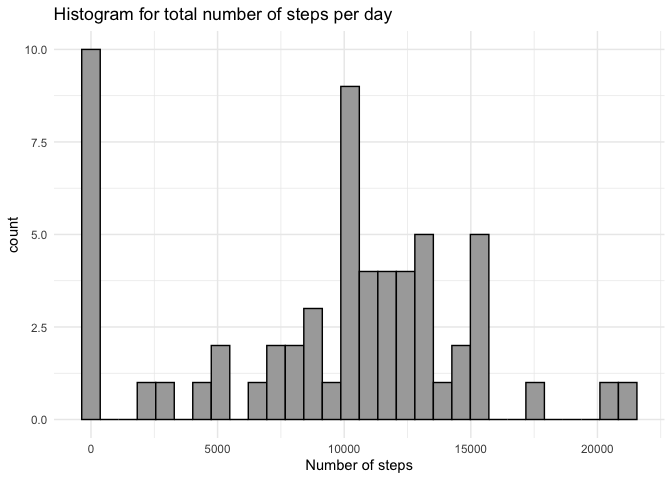 Histogram for total number of steps per day
10.0
7.5
5.0
2.5
0.0
count
0 5000 10000 15000 20000
Number of steps